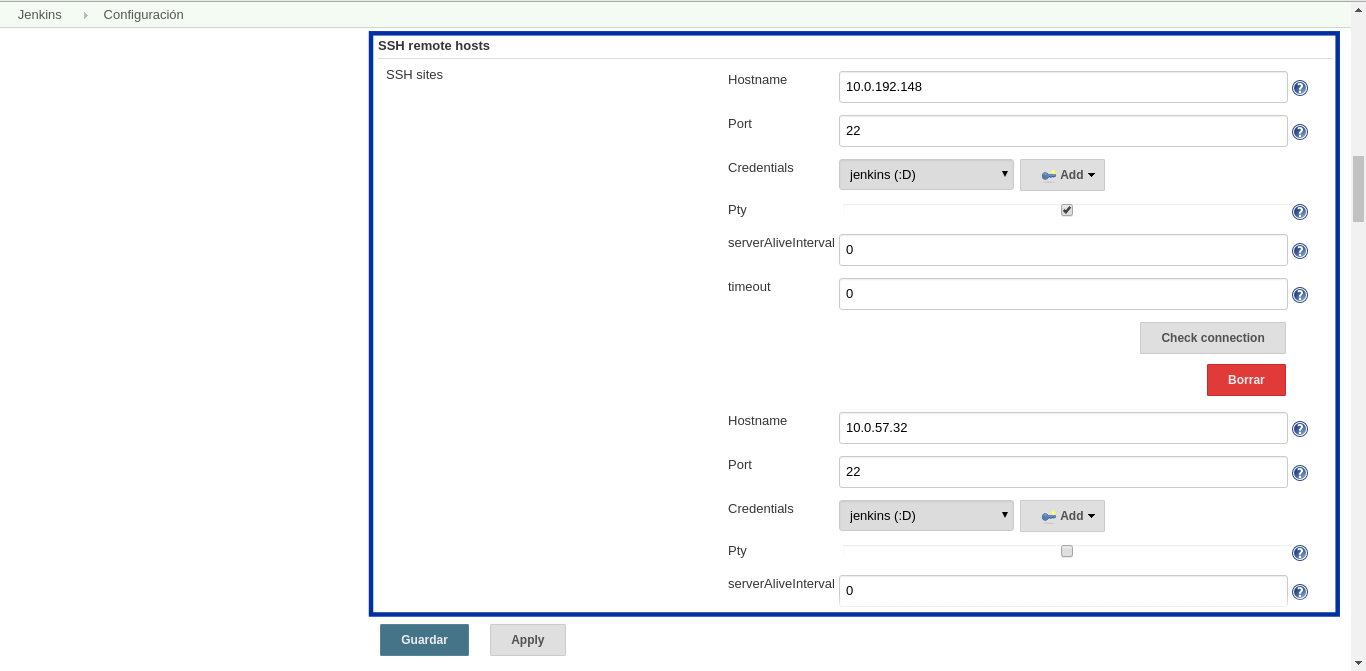 Jenkins Configuración
SSH remote hosts
SSH sites
Hostname 10.0.192.148
Port 22
Credentials jenkins (:D) Add
Pty
serverAliveInterval 0
timeout 0
Check connection
Borrar
Hostname 10.0.57.32
Port 22
Credentials jenkins (:D) Add
Pty
serverAliveInterval 0
Guardar Apply